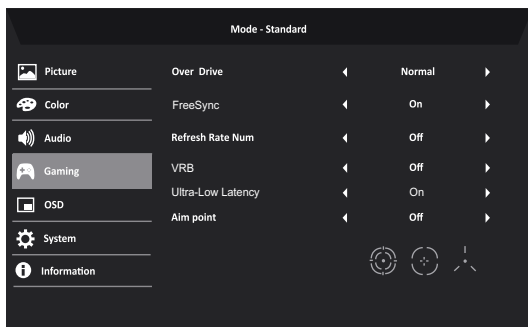 Mode - Standard
Picture
Over Drive Normal
Color
FreeSync On
Audio
Refresh Rate Num Off
Gaming
VRB Off
Ultra-Low Latency On
OSD
Aim point Off
System
Information